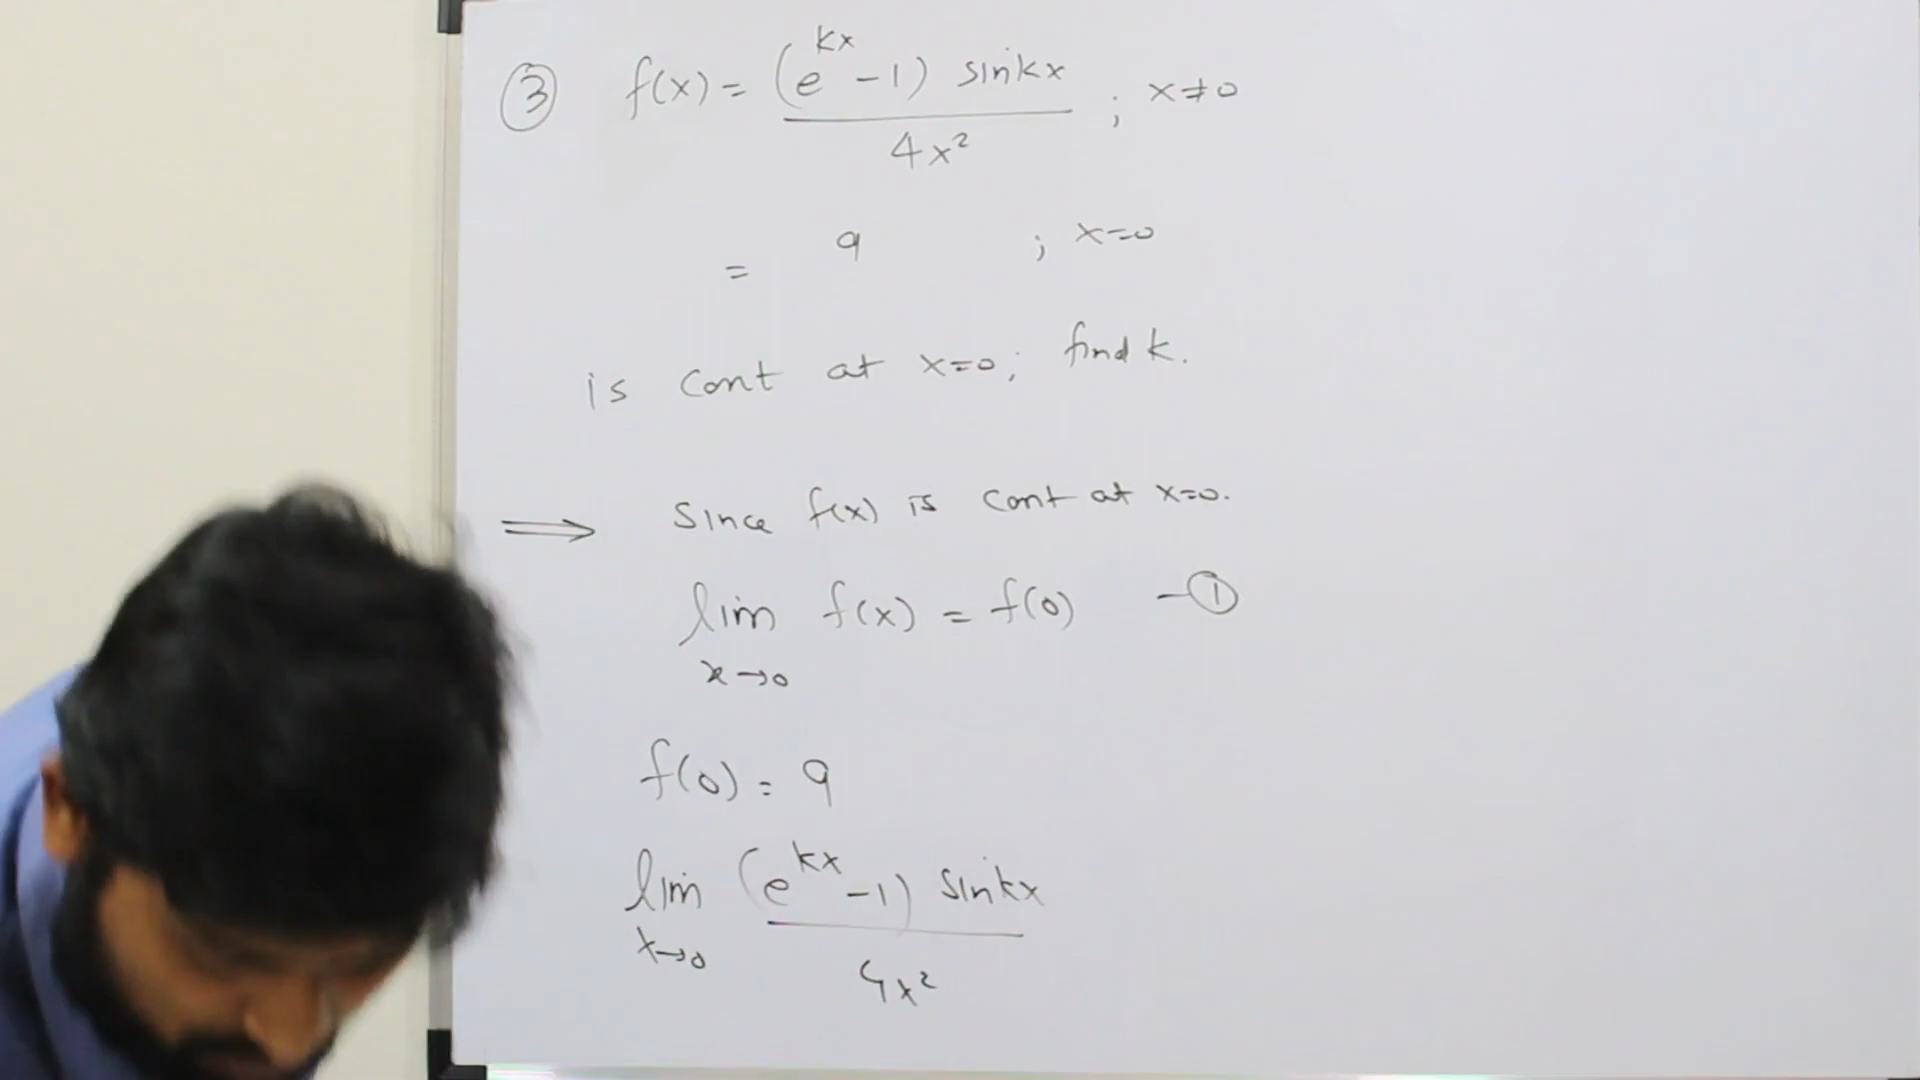 ③ f(x) = (e^kx -1) sinkx ; x≠0
4x²
= 9 ; x=0
is cont at x=0; find k.
⟹ Since f(x) is cont at x=0.
lim f(x) = f(0) -①
x→0
f(0) = 9
lim (e^kx -1) sinkx
x→0 4x²